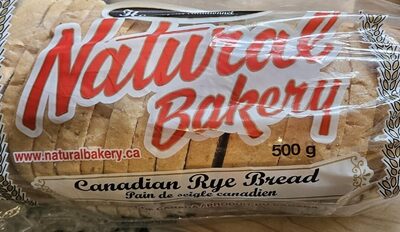 Natural
Bakery
500 g
www.naturalbakery.ca
Canadian Rye Bread
Pain de seigle canadien